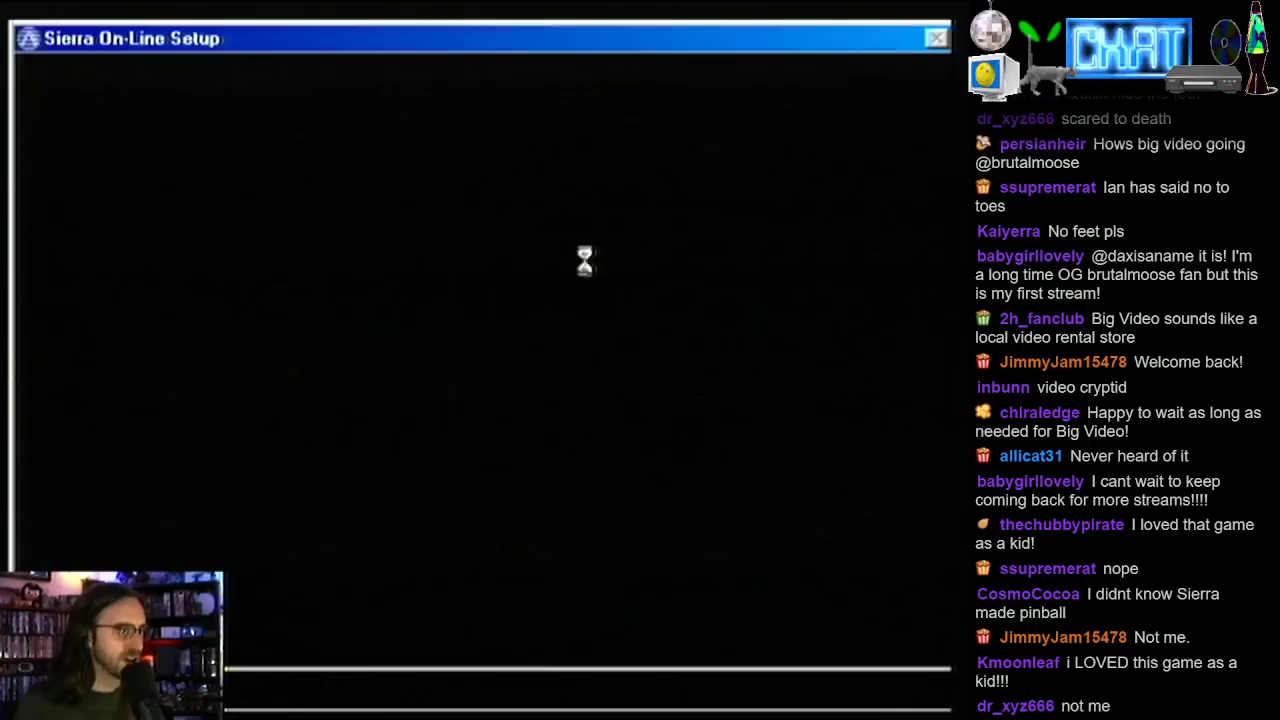 Sierra On-Line Setup
CHAT
dr_xyz666 scared to death
persianheir Hows big video going
@brutalmoose
ssupremerat Ian has said no to
toes
Kaiyerra No feet pls
babygirllovely @daxisaname it is! I'm
a long time OG brutalmoose fan but this
is my first stream!
2h_fanclub Big Video sounds like a
local video rental store
JimmyJam15478 Welcome back!
inbunn video cryptid
chlraledge Happy to wait as long as
needed for Big Video!
allicat31 Never heard of it
babygirllovely I cant wait to keep
coming back for more streams!!!!
thechubbypirate I loved that game
as a kid!
ssupremerat nope
CosmoCocoa I didnt know Sierra
made pinball
JimmyJam15478 Not me.
Kmoonleaf i LOVED this game as a
kid!!!
dr_xyz666 not me